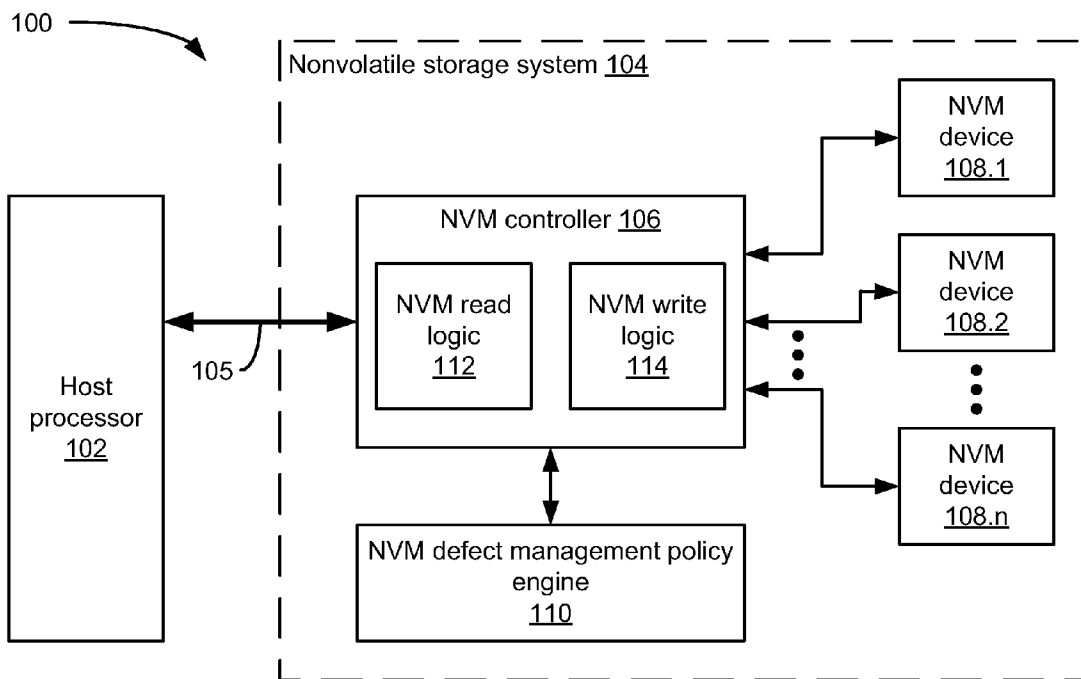 100
Nonvolatile storage system 104
NVM
device
108.1
NVM controller 106
NVM read
logic
112
NVM write
logic
114
NVM
device
108.2
105
Host
processor
102
NVM
device
108.n
NVM defect management policy
engine
110